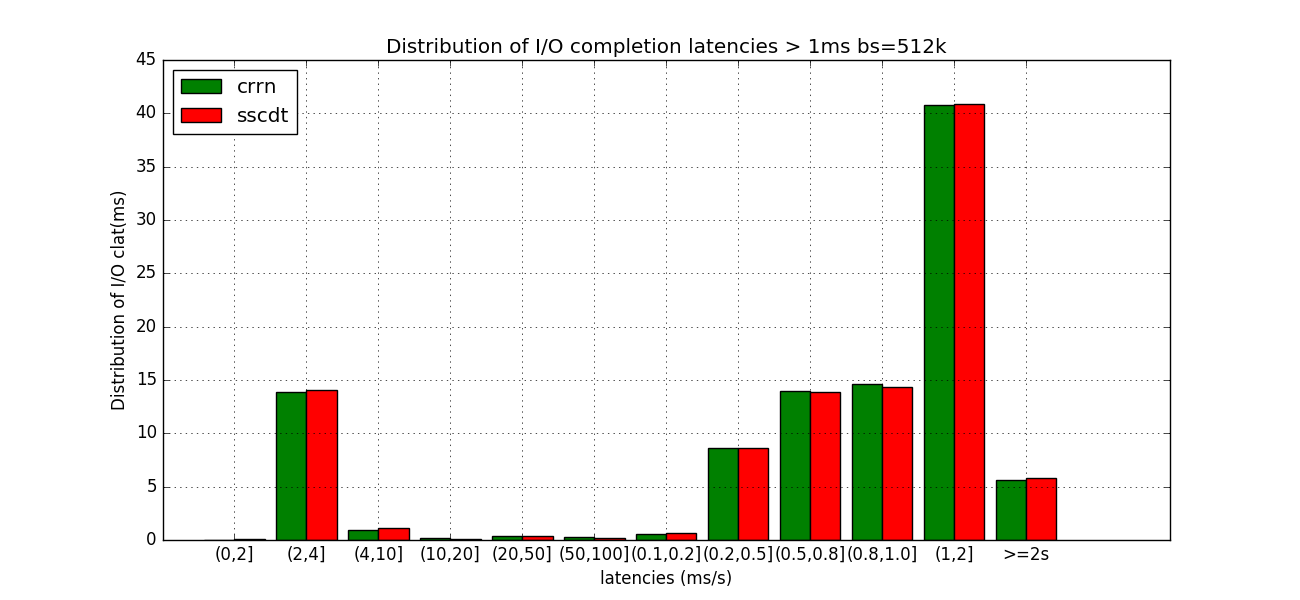 Distribution of I/O completion latencies > 1ms bs=512k
crrn
sscdt
45
40
35
30
25
20
15
10
5
0
Distribution of I/O clat(ms)
(0,2] (2,4] (4,10] (10,20] (20,50] (50,100] (0.1,0.2] (0.2,0.5] (0.5,0.8] (0.8,1.0] (1,2] >=2s
latencies (ms/s)